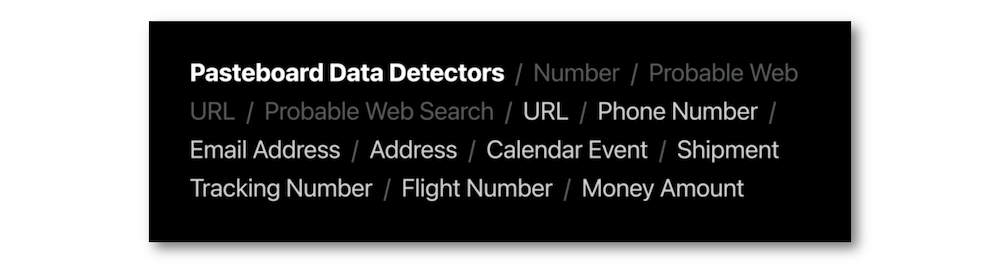 Pasteboard Data Detectors / Number / Probable Web
URL / Probable Web Search / URL / Phone Number /
Email Address / Address / Calendar Event / Shipment
Tracking Number / Flight Number / Money Amount